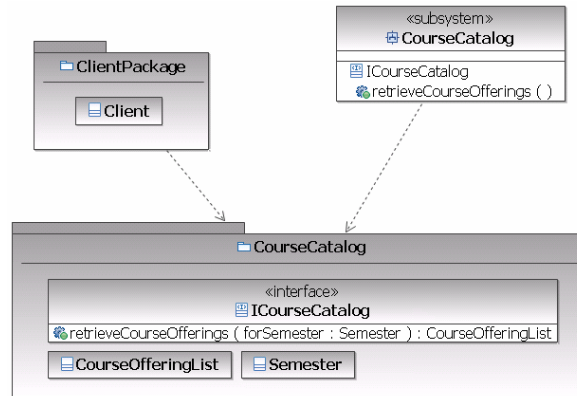 «subsystem»
CourseCatalog
ICourseCatalog
retrieveCourseOfferings ( )
ClientPackage
Client
CourseCatalog
«interface»
ICourseCatalog
retrieveCourseOfferings ( forSemester : Semester ) : CourseOfferingList
CourseOfferingList
Semester